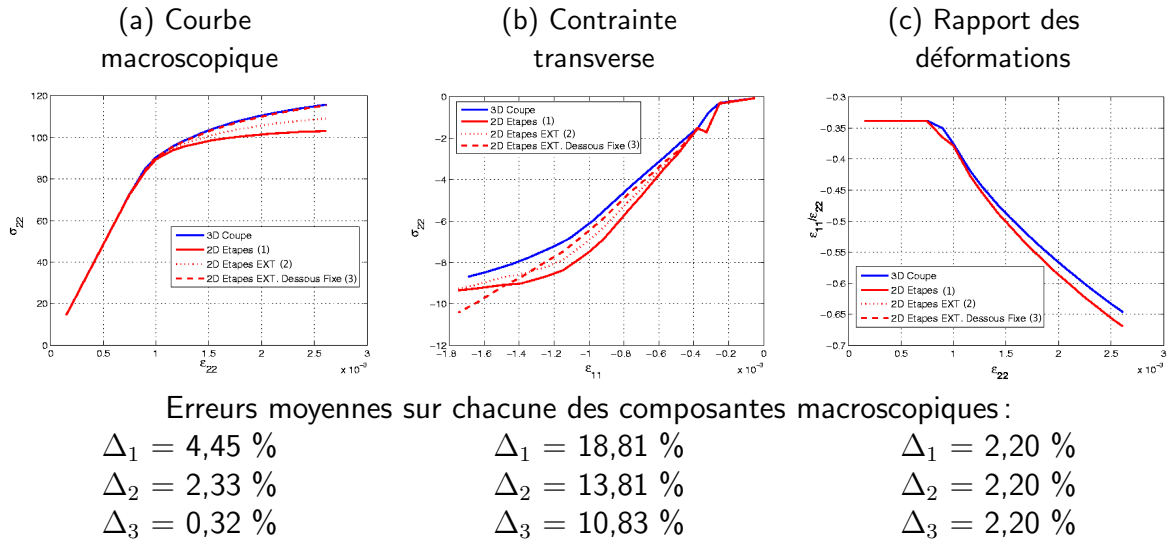 (a) Courbe
macroscopique
(b) Contrainte
transverse
(c) Rapport des
déformations
120
100
80
60
40
20
0
σ22
3D Coupe
2D Etapes (1)
2D Etapes EXT (2)
2D Etapes EXT. Dessous Fixe (3)
0
0.5
1
1.5
2
2.5
3
ε22
x 10⁻³
0
−2
−4
−6
−8
−10
−12
σ22
3D Coupe
2D Etapes (1)
2D Etapes EXT (2)
2D Etapes EXT. Dessous Fixe (3)
−1.8
−1.6
−1.4
−1.2
−1
−0.8
−0.6
−0.4
−0.2
0
ε11
x 10⁻³
−0.3
−0.35
−0.4
−0.45
−0.5
−0.55
−0.6
−0.65
−0.7
ε11/ε22
3D Coupe
2D Etapes (1)
2D Etapes EXT (2)
2D Etapes EXT. Dessous Fixe (3)
0
0.5
1
1.5
2
2.5
3
ε22
x 10⁻³
Erreurs moyennes sur chacune des composantes macroscopiques :
Δ1 = 4,45 %
Δ2 = 2,33 %
Δ3 = 0,32 %
Δ1 = 18,81 %
Δ2 = 13,81 %
Δ3 = 10,83 %
Δ1 = 2,20 %
Δ2 = 2,20 %
Δ3 = 2,20 %